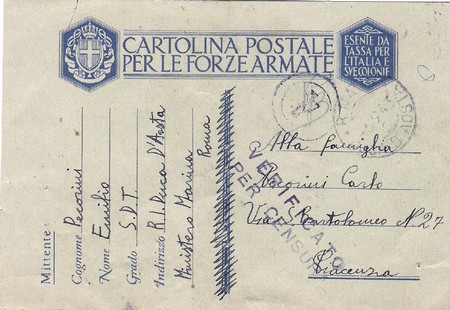 CARTOLINA POSTALE
PER LE FORZE ARMATE
ESENTE DA
TASSA PER
L'ITALIA E
SVE COLONIE
Mittente:
Cognome Pecorini
Nome Emilio
Grado S.D.T.
Indirizzo R.I. Duca D'Aosta
Ministero Marina
Roma
VERIFICATO
PER CENSURA
Alla famiglia
Pecorini Carlo
Via S. Bartolomeo N. 27
Piacenza